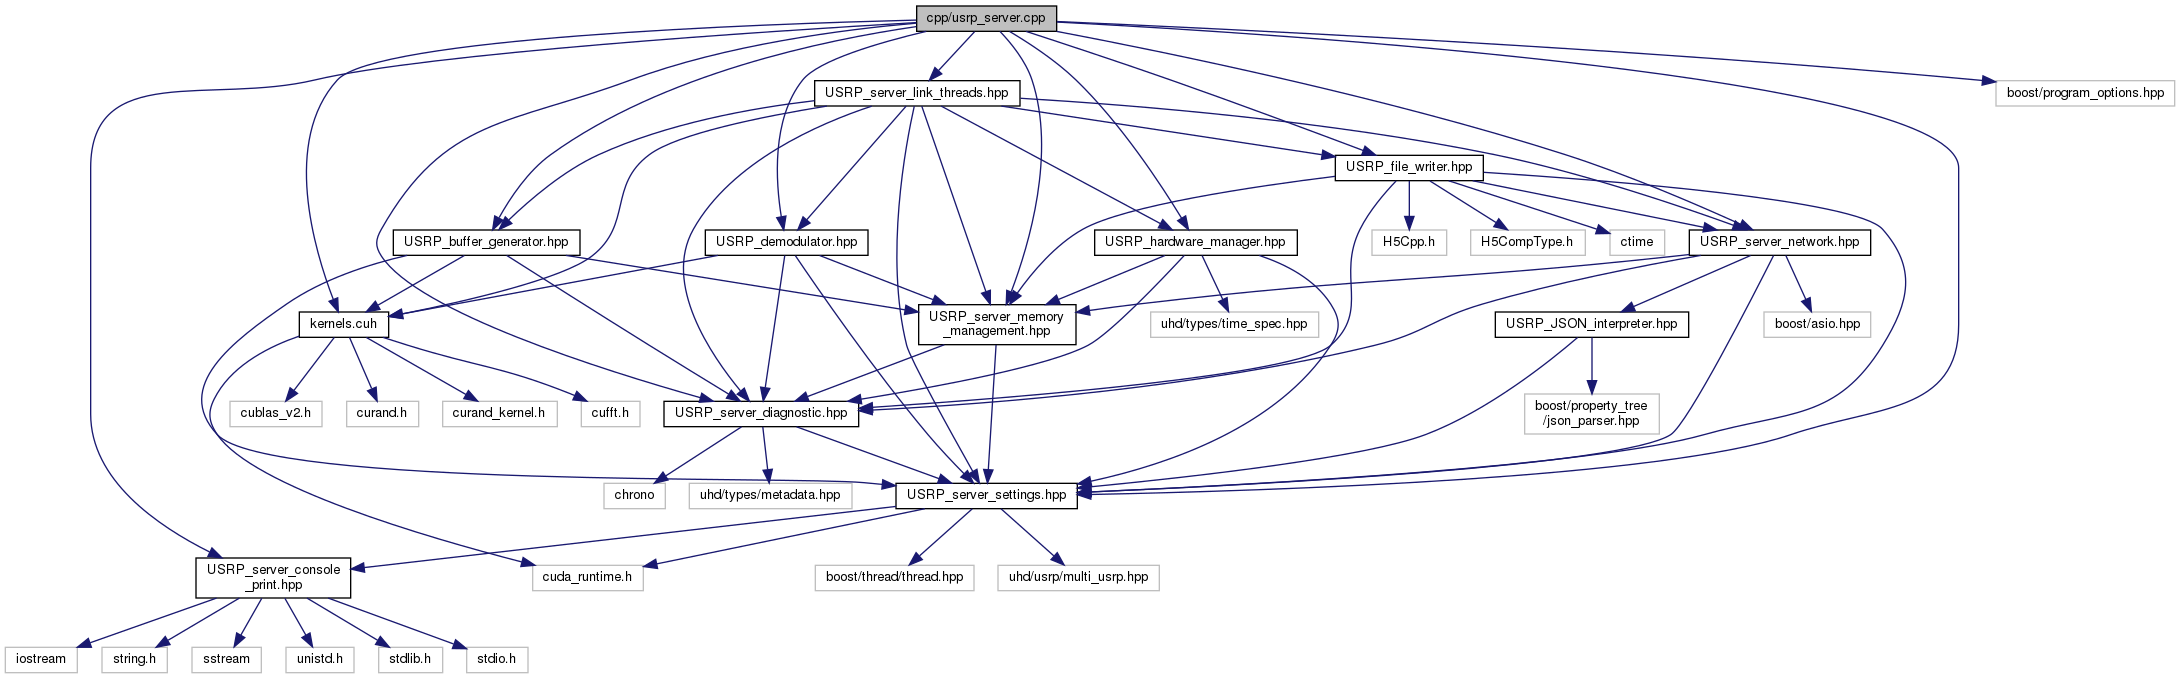 cpp/usrp_server.cpp
USRP_server_link_threads.hpp
boost/program_options.hpp
USRP_file_writer.hpp
USRP_buffer_generator.hpp
USRP_demodulator.hpp
USRP_hardware_manager.hpp
H5Cpp.h
H5CompType.h
ctime
USRP_server_network.hpp
kernels.cuh
USRP_server_memory
_management.hpp
uhd/types/time_spec.hpp
USRP_JSON_interpreter.hpp
boost/asio.hpp
cublas_v2.h
curand.h
curand_kernel.h
cufft.h
USRP_server_diagnostic.hpp
boost/property_tree
/json_parser.hpp
chrono
uhd/types/metadata.hpp
USRP_server_settings.hpp
USRP_server_console
_print.hpp
cuda_runtime.h
boost/thread/thread.hpp
uhd/usrp/multi_usrp.hpp
iostream
string.h
sstream
unistd.h
stdlib.h
stdio.h